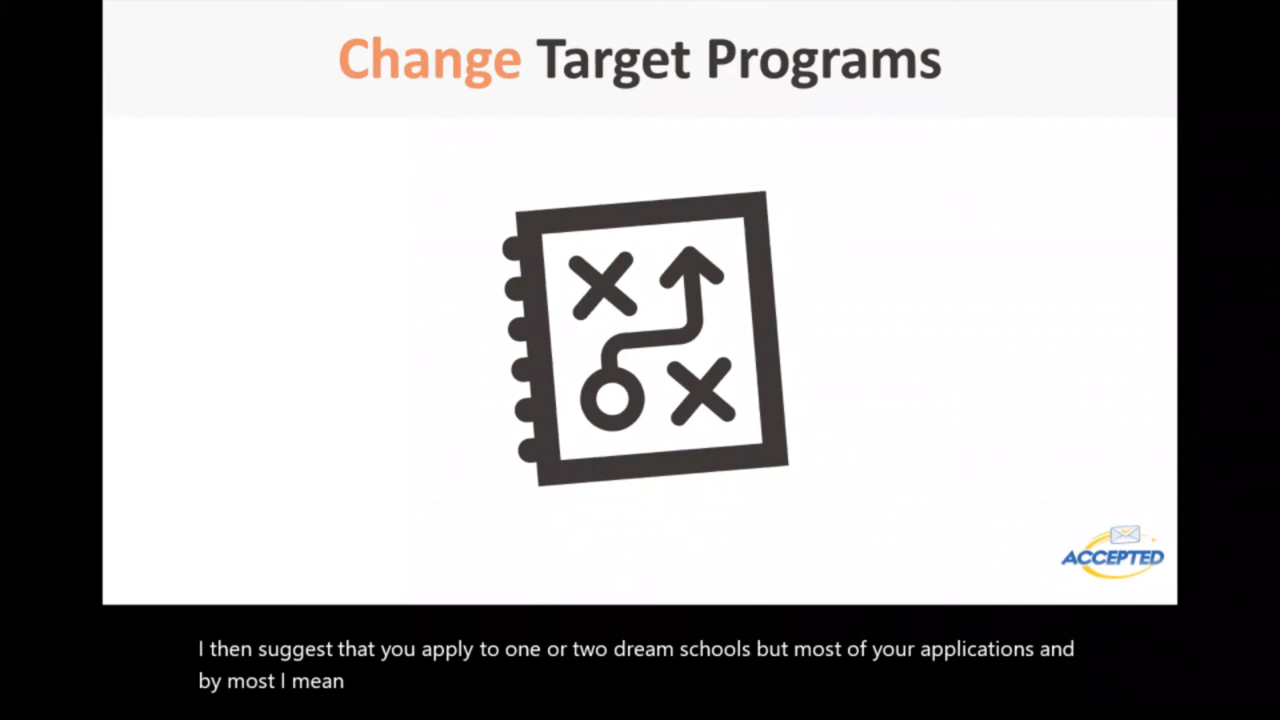 Change Target Programs
ACCEPTED
I then suggest that you apply to one or two dream schools but most of your applications and
by most I mean